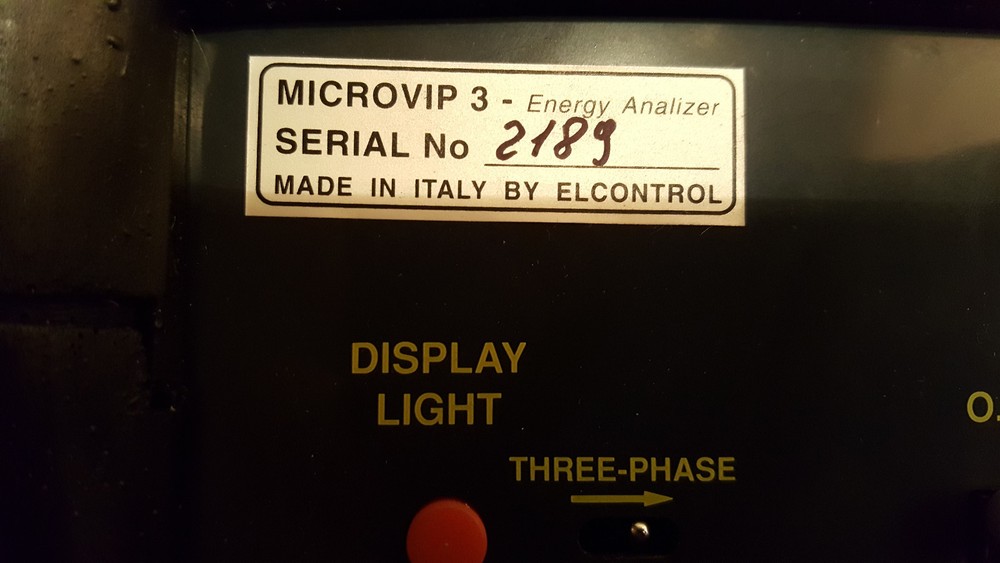 MICROVIP 3 - Energy Analizer
SERIAL No 2189
MADE IN ITALY BY ELCONTROL
DISPLAY
LIGHT
THREE-PHASE